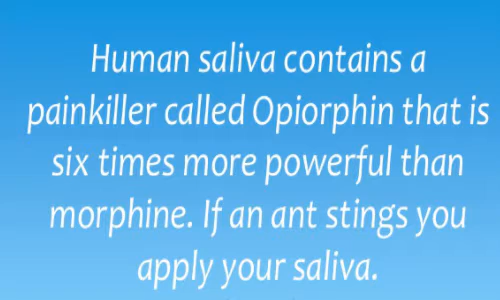 Human saliva contains a
painkiller called Opiorphin that is
six times more powerful than
morphine. If an ant stings you
apply your saliva.